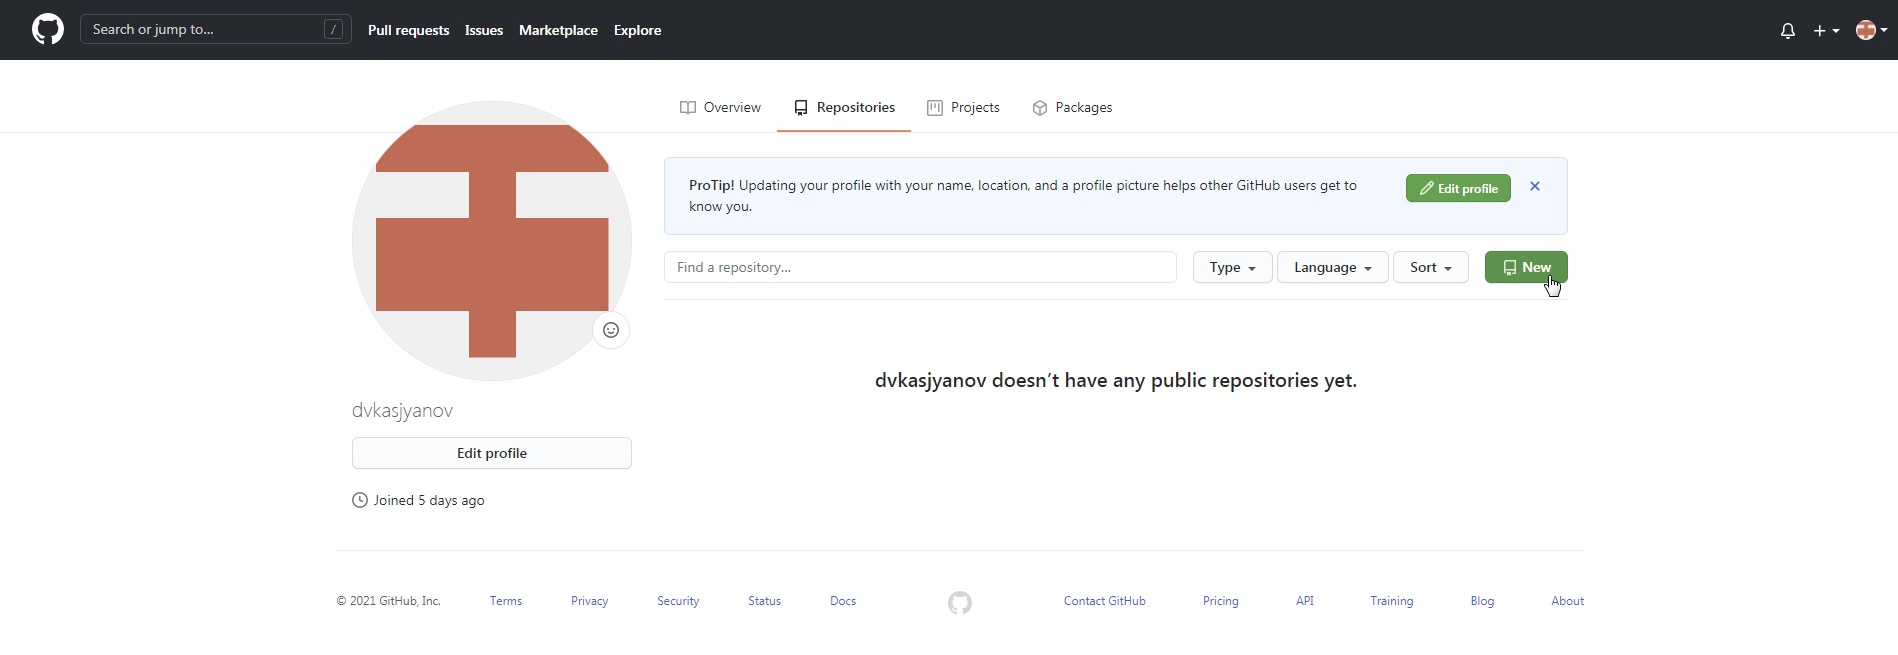 Search or jump to... /
Pull requests Issues Marketplace Explore
Overview Repositories Projects Packages
ProTip! Updating your profile with your name, location, and a profile picture helps other GitHub users get to
know you.
Edit profile
Find a repository...
Type Language Sort New
dvkasjyanov doesn’t have any public repositories yet.
dvkasjyanov
Edit profile
Joined 5 days ago
© 2021 GitHub, Inc. Terms Privacy Security Status Docs Contact GitHub Pricing API Training Blog About